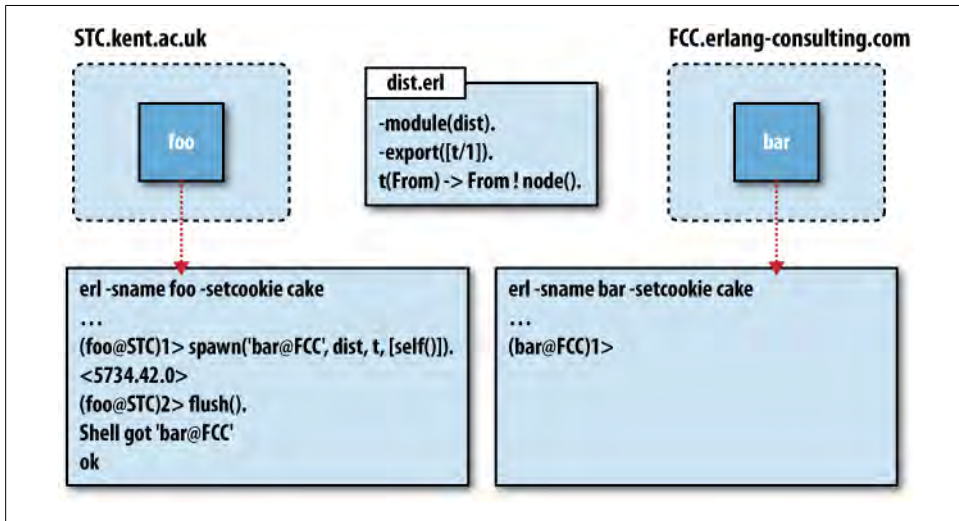 STC.kent.ac.uk
FCC.erlang-consulting.com
foo
dist.erl
-module(dist).
-export([t/1]).
t(From) -> From ! node().
bar
erl -sname foo -setcookie cake
...
(foo@STC)1> spawn('bar@FCC', dist, t, [self()]).
<5734.42.0>
(foo@STC)2> flush().
Shell got 'bar@FCC'
ok
erl -sname bar -setcookie cake
...
(bar@FCC)1>